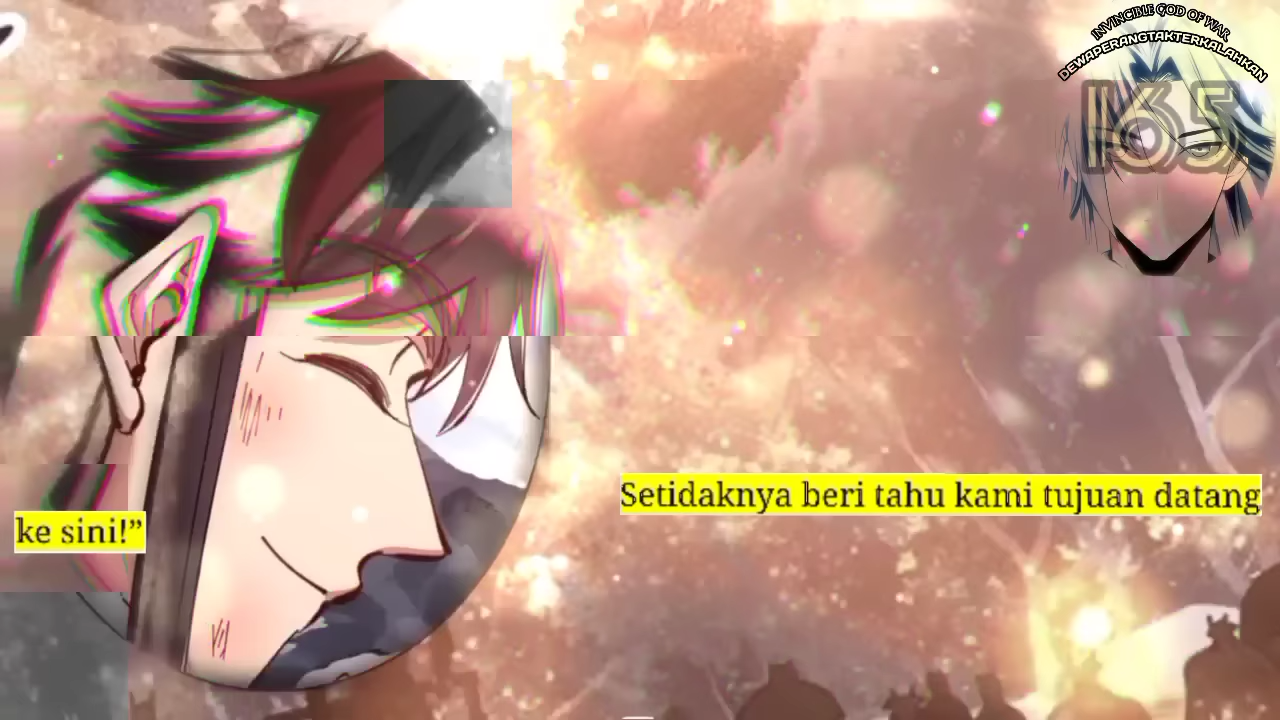 INVINCIBLE GOD OF WAR
DEWAPERANGTAKTERKALAHKAN
165
Setidaknya beri tahu kami tujuan datang
ke sini!”